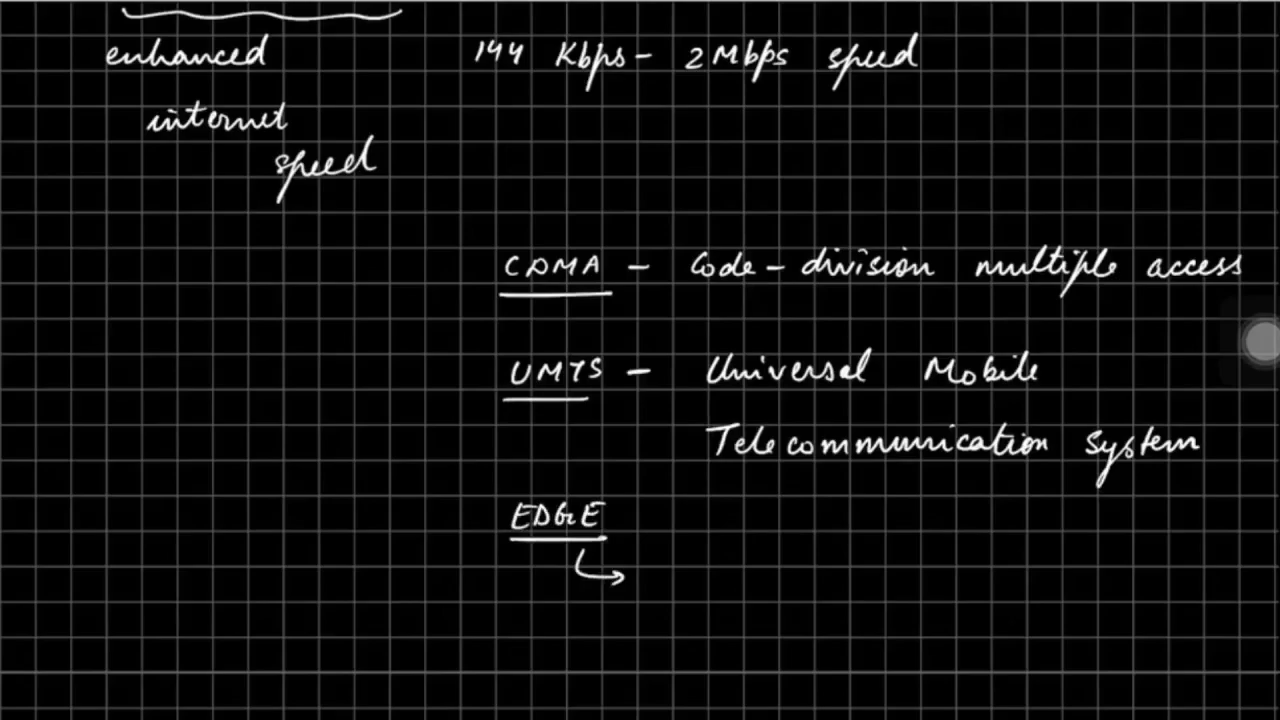 enhanced
internet
speed
144 Kbps - 2 Mbps speed
CDMA - Code-division multiple access
UMTS - Universal Mobile
Telecommunication System
EDGE